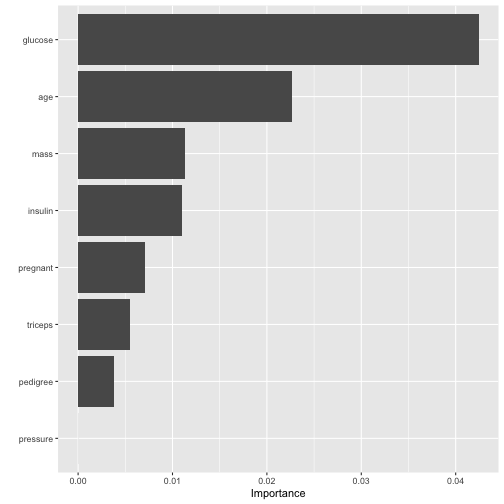 glucose
age
mass
insulin
pregnant
triceps
pedigree
pressure
0.00 0.01 0.02 0.03 0.04
Importance